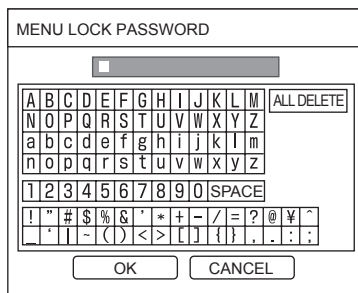 MENU LOCK PASSWORD
A B C D E F G H I J K L M ALL DELETE
N O P Q R S T U V W X Y Z
a b c d e f g h i j k l m
n o p q r s t u v w x y z
1 2 3 4 5 6 7 8 9 0 SPACE
! " # $ % & ' * + - / = ? @ ¥ ^
_ ‘ | ~ ( ) < > [ ] { } , . : ;
OK CANCEL